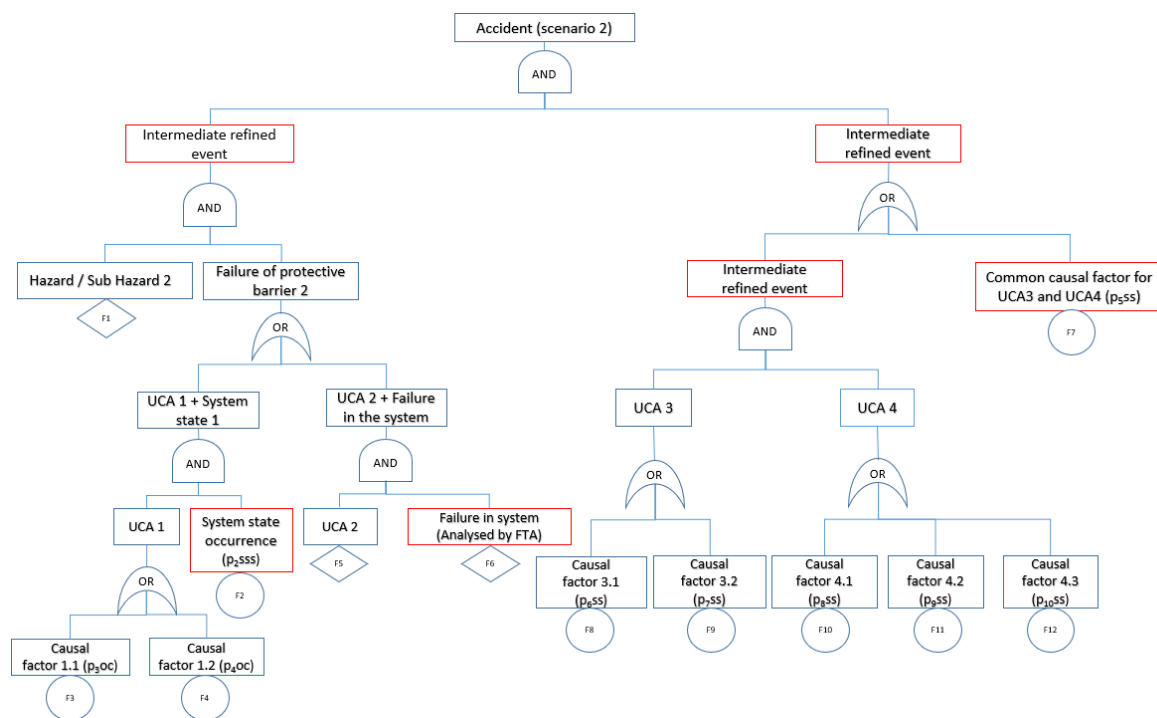 Accident (scenario 2)
AND
Intermediate refined
event
Intermediate
refined event
AND
OR
Hazard / Sub Hazard 2
Failure of protective
barrier 2
Intermediate
refined event
Common causal factor for
UCA3 and UCA4 (p₅ss)
F1
F7
OR
AND
UCA 1 + System
state 1
UCA 2 + Failure
in the system
UCA 3
UCA 4
AND
AND
OR
OR
UCA 1
System state
occurrence
(p₂sss)
UCA 2
Failure in system
(Analysed by FTA)
F2
F5
F6
OR
Causal
factor 3.1
(p₆ss)
Causal
factor 3.2
(p₇ss)
Causal
factor 4.1
(p₈ss)
Causal
factor 4.2
(p₉ss)
Causal
factor 4.3
(p₁₀ss)
F8
F9
F10
F11
F12
Causal
factor 1.1 (p₃oc)
Causal
factor 1.2 (p₄oc)
F3
F4